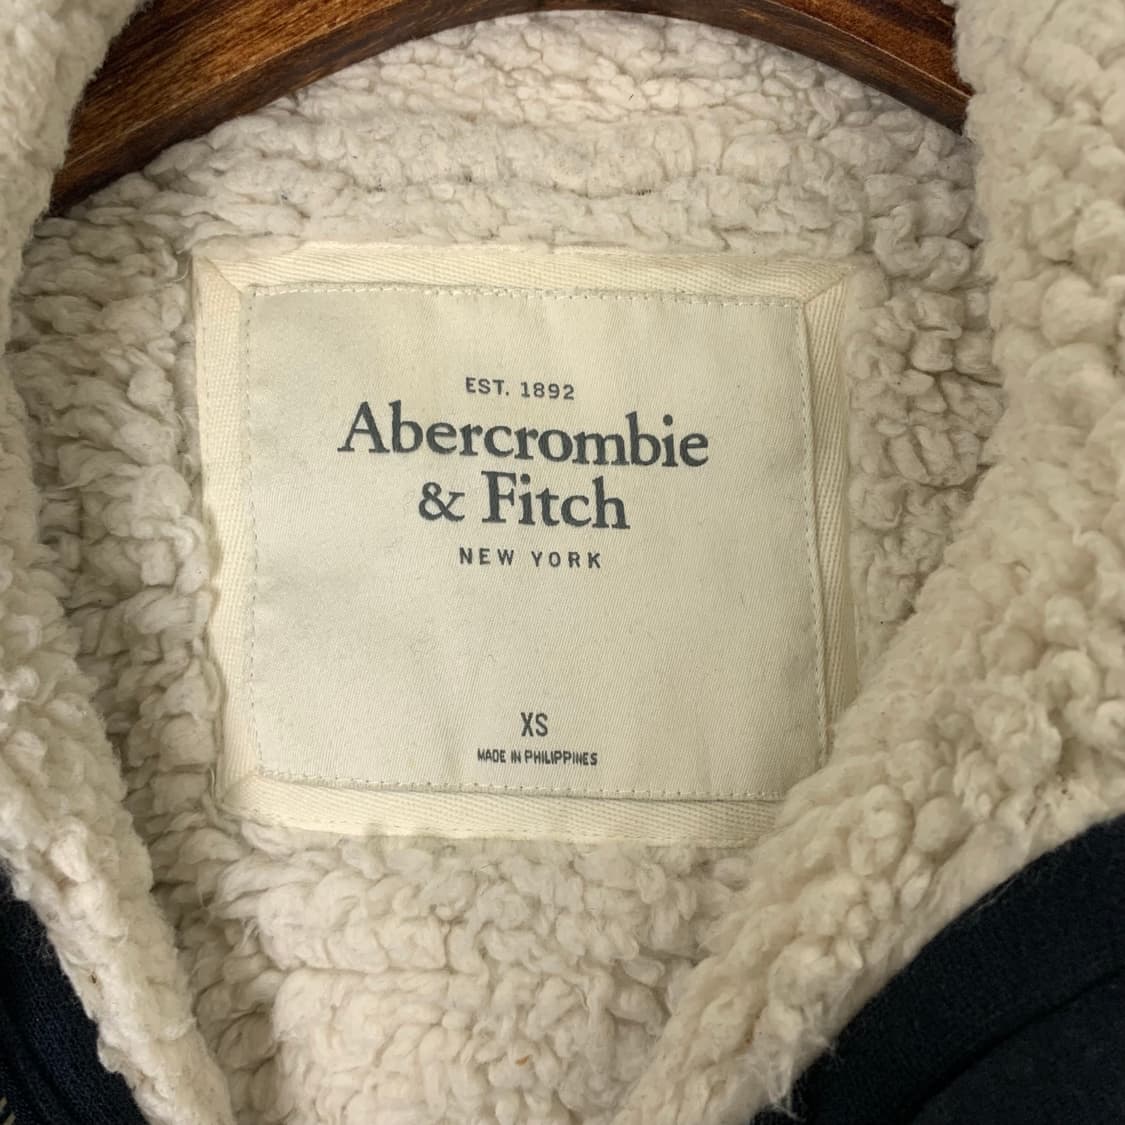 EST. 1892
Abercrombie
& Fitch
NEW YORK
XS
MADE IN PHILIPPINES